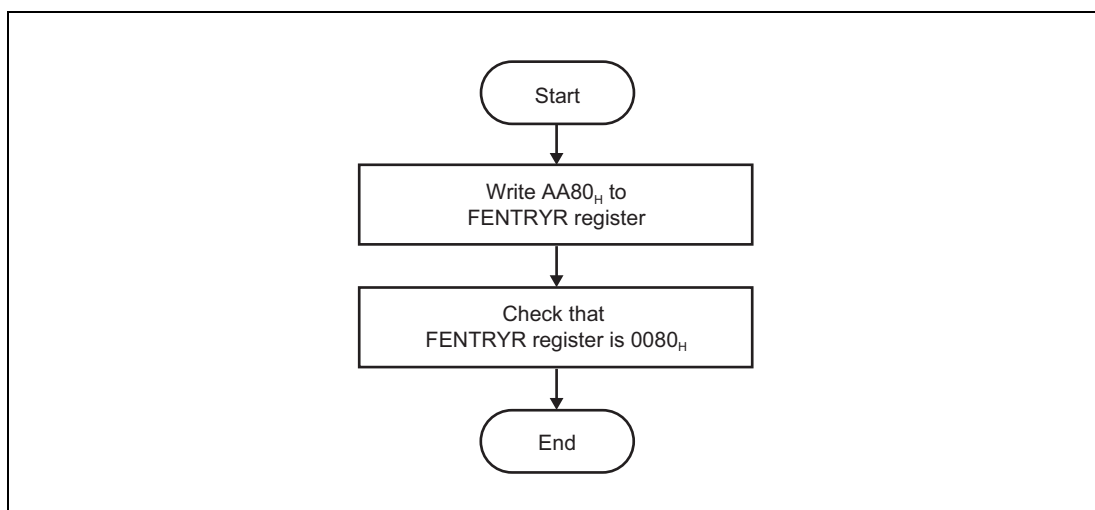 Start
Write AA80H to
FENTRYR register
Check that
FENTRYR register is 0080H
End